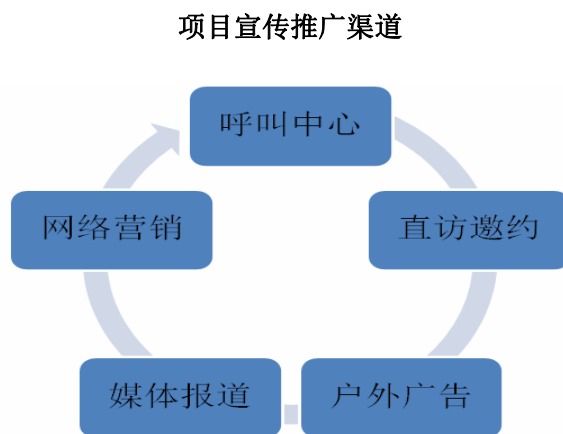 项目宣传推广渠道
呼叫中心
网络营销
直访邀约
媒体报道
户外广告